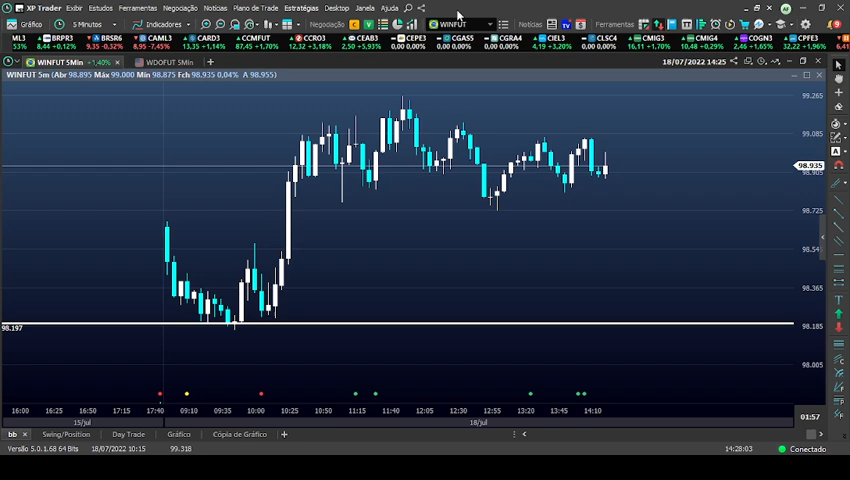 XP Trader Exibir Estudos Ferramentas Negociação Notícias Plano de Trade Estratégias Desktop Janela Ajuda AF
Gráfico 5 Minutos Indicadores Negociação C V WINFUT Notícias TV $ Ferramentas 9
ML3 BRPR3 BRSR6 CAML3 CARD3 CCMFUT CCRO3 CEAB3 CEPE3 CGAS5 CGRA4 CIEL3 CLSC4 CMIG3 CMIG4 COGN3 CPFE3
53% 8,44 +0,12% 9,35 -0,32% 8,95 -7,45% 13,35 +1,14% 87,45 +1,70% 12,32 +3,18% 2,50 +5,93% 0,00 0,00% 0,00 0,00% 0,00 0,00% 4,19 +3,20% 0,00 0,00% 16,11 +1,70% 10,48 +0,29% 2,46 +1,65% 32,22 +1,96% 6,41
WINFUT 5Min +1,40% × WDOFUT 5Min + 18/07/2022 14:25
WINFUT 5m (Abr 98.895 Máx 99.000 Mín 98.875 Fch 98.935 0,04% A 98.955)
99.265
99.085
98.935
98.905
98.725
98.54
98.365
98.197
98.185
98.005
16:00 16:25 16:50 17:15 17:40 09:10 09:35 10:00 10:25 10:50 11:15 11:40 12:05 12:30 12:55 13:20 13:45 14:10 01:57
15/jul 18/jul
bb × Swing/Position Day Trade Gráfico Cópia de Gráfico +
Versão 5.0.1.68 64 Bits 18/07/2022 10:15 99.318 14:28:03 Conectado